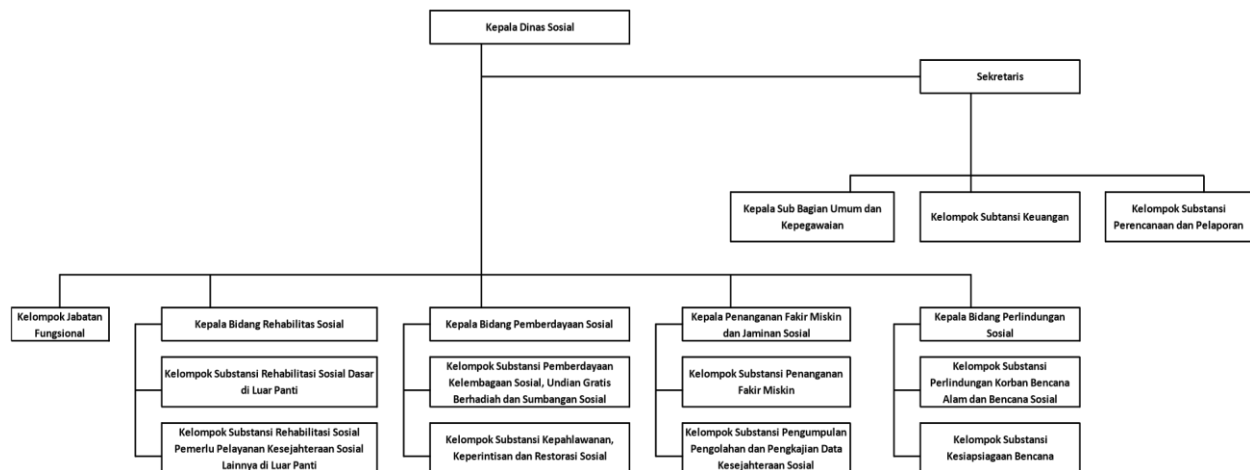 Kepala Dinas Sosial
Sekretaris
Kepala Sub Bagian Umum dan
Kepegawaian
Kelompok Subtansi Keuangan
Kelompok Substansi
Perencanaan dan Pelaporan
Kelompok Jabatan
Fungsional
Kepala Bidang Rehabilitas Sosial
Kepala Bidang Pemberdayaan Sosial
Kepala Penanganan Fakir Miskin
dan Jaminan Sosial
Kepala Bidang Perlindungan
Sosial
Kelompok Substansi Rehabilitasi Sosial Dasar
di Luar Panti
Kelompok Substansi Pemberdayaan
Kelembagaan Sosial, Undian Gratis
Berhadiah dan Sumbangan Sosial
Kelompok Substansi Penanganan
Fakir Miskin
Kelompok Substansi
Perlindungan Korban Bencana
Alam dan Bencana Sosial
Kelompok Substansi Rehabilitasi Sosial
Pemerlu Pelayanan Kesejahteraan Sosial
Lainnya di Luar Panti
Kelompok Substansi Kepahlawanan,
Keperintisan dan Restorasi Sosial
Kelompok Substansi Pengumpulan
Pengolahan dan Pengkajian Data
Kesejahteraan Sosial
Kelompok Substansi
Kesiapsiagaan Bencana